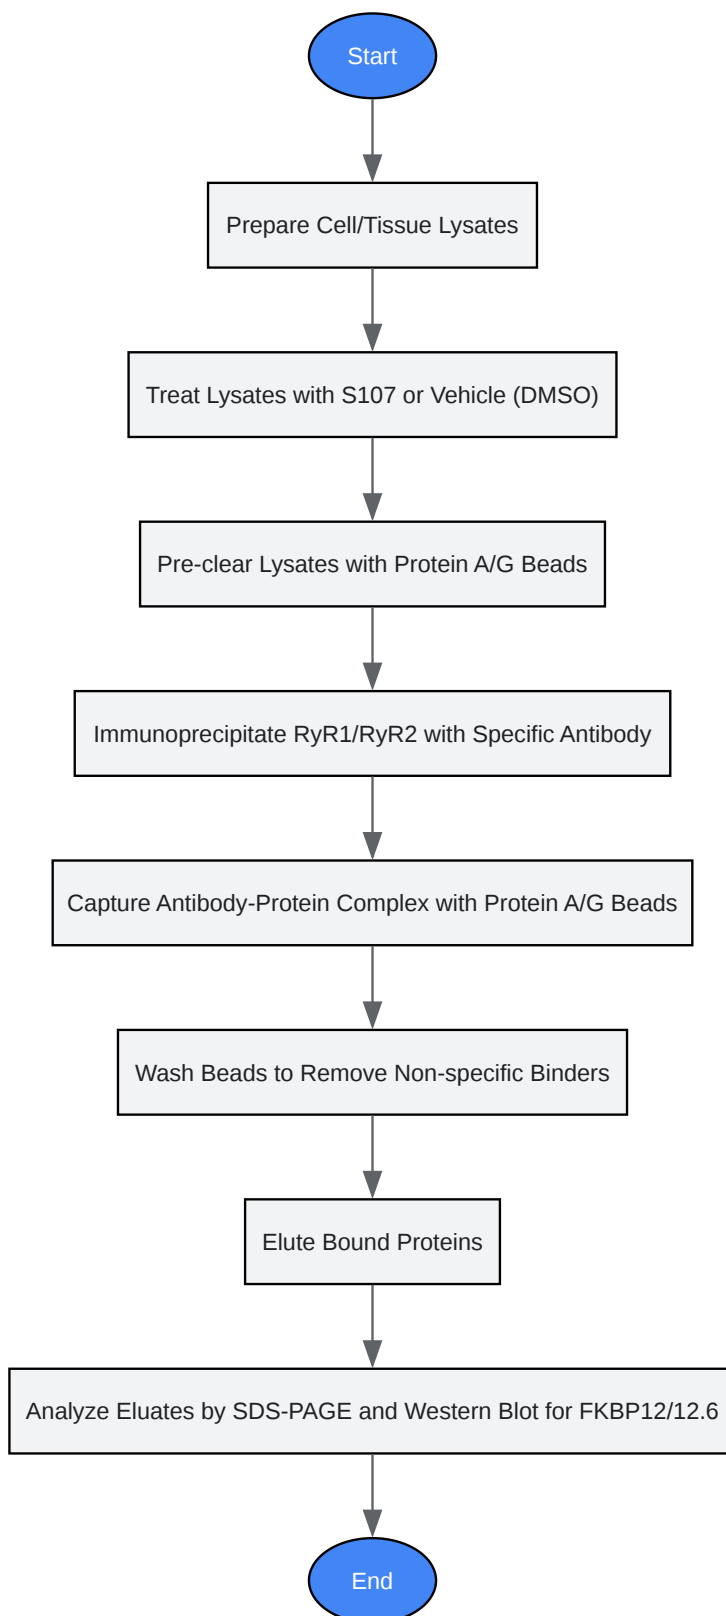 Start
Prepare Cell/Tissue Lysates
Treat Lysates with S107 or Vehicle (DMSO)
Pre-clear Lysates with Protein A/G Beads
Immunoprecipitate RyR1/RyR2 with Specific Antibody
Capture Antibody-Protein Complex with Protein A/G Beads
Wash Beads to Remove Non-specific Binders
Elute Bound Proteins
Analyze Eluates by SDS-PAGE and Western Blot for FKBP12/12.6
End